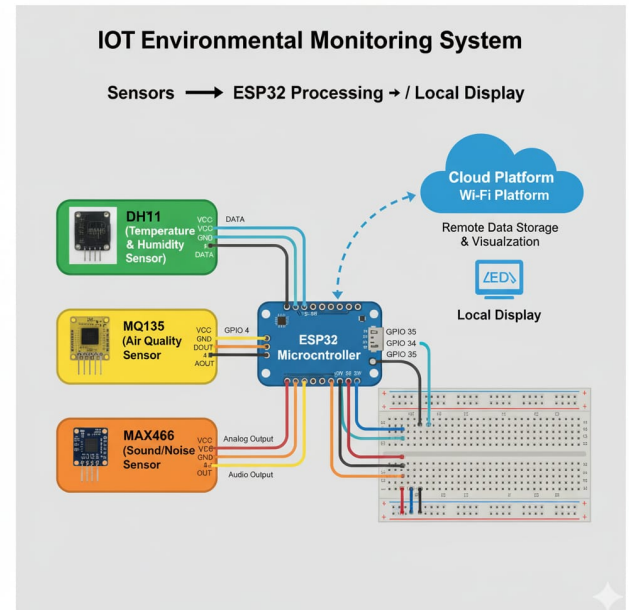 IOT Environmental Monitoring System
Sensors → ESP32 Processing → / Local Display
Cloud Platform
Wi-Fi Platform
Remote Data Storage
& Visualzation
LED
Local Display
DH11
(Temperature
& Humidity
Sensor)
VCC
VCC
GND
DATA
DATA
MQ135
(Air Quality
Sensor
VCC
GND
DOUT
4
AOUT
GPIO 4
ESP32
Microcntroller
GPIO 35
GPIO 34
GPIO 35
MAX466
(Sound/Noise
Sensor
VCC
VCC
GND
OUT
Analog Output
Audio Output